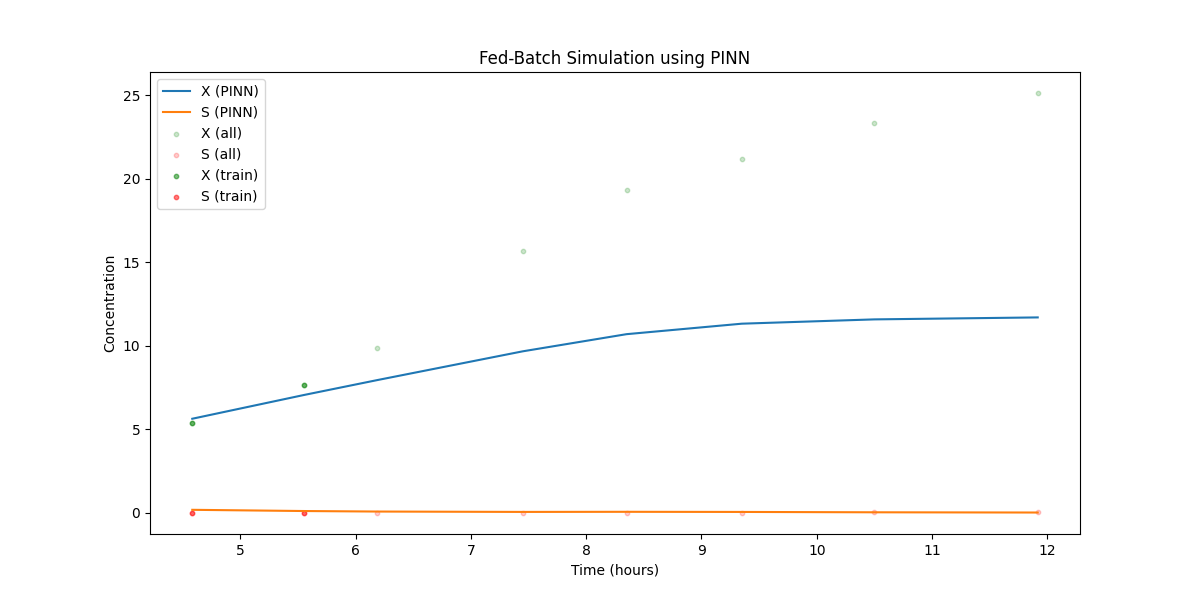 Fed-Batch Simulation using PINN
X (PINN)
S (PINN)
X (all)
S (all)
X (train)
S (train)
25
20
15
10
5
0
Concentration
5 6 7 8 9 10 11 12
Time (hours)